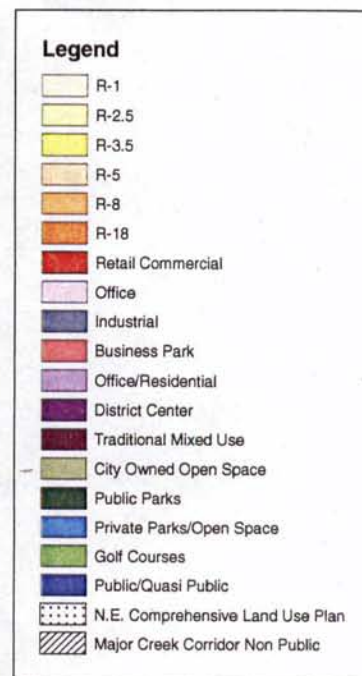 Legend
R-1
R-2.5
R-3.5
R-5
R-8
R-18
Retail Commercial
Office
Industrial
Business Park
Office/Residential
District Center
Traditional Mixed Use
City Owned Open Space
Public Parks
Private Parks/Open Space
Golf Courses
Public/Quasi Public
N.E. Comprehensive Land Use Plan
Major Creek Corridor Non Public